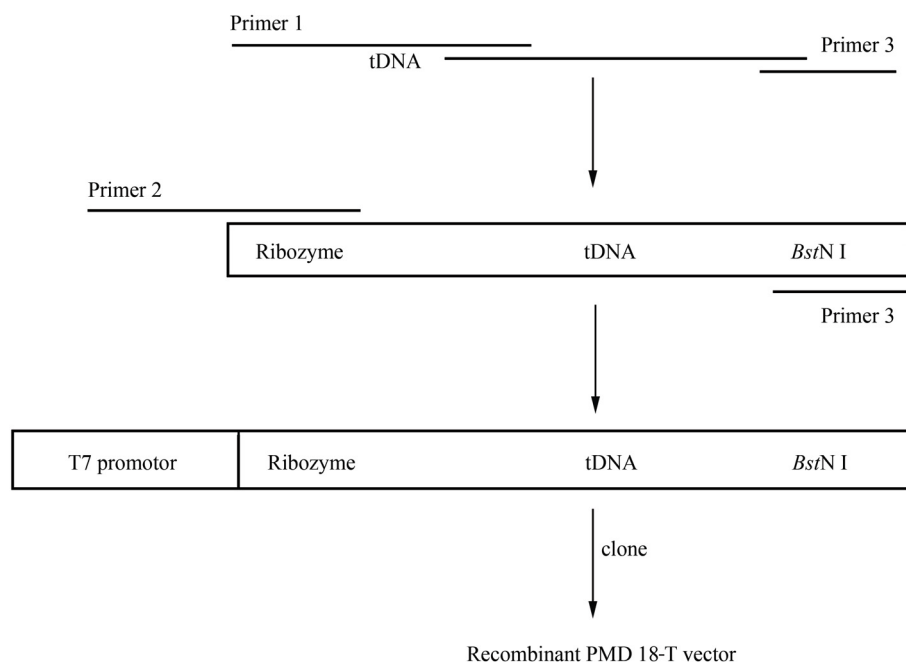 Primer 1
Primer 3
tDNA
Primer 2
Ribozyme tDNA BstN I
Primer 3
T7 promotor Ribozyme tDNA BstN I
clone
Recombinant PMD 18-T vector